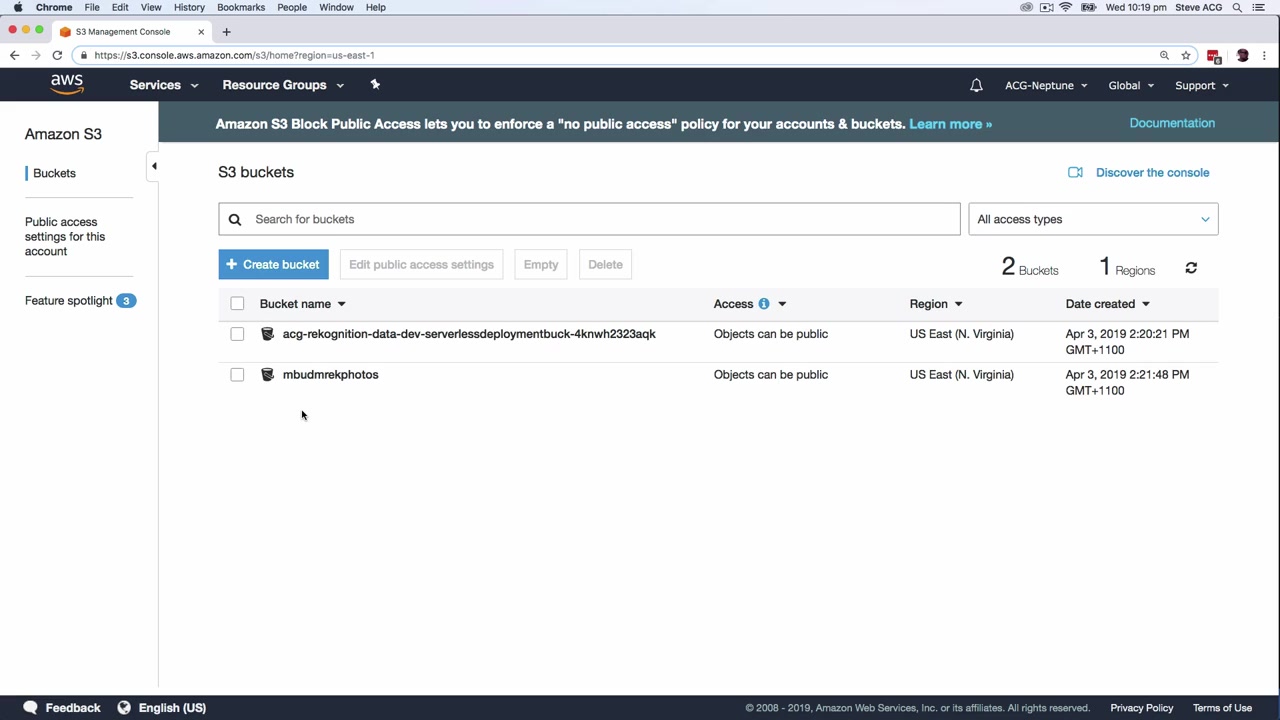 Chrome File Edit View History Bookmarks People Window Help Wed 10:19 pm Steve ACG
S3 Management Console
https://s3.console.aws.amazon.com/s3/home?region=us-east-1
aws Services Resource Groups ACG-Neptune Global Support
Amazon S3
Buckets
Public access
settings for this
account
Feature spotlight 3
Amazon S3 Block Public Access lets you to enforce a "no public access" policy for your accounts & buckets. Learn more » Documentation
S3 buckets Discover the console
Search for buckets All access types
+ Create bucket Edit public access settings Empty Delete 2 Buckets 1 Regions
Bucket name Access Region Date created
acg-rekognition-data-dev-serverlessdeploymentbuck-4knwh2323aqk Objects can be public US East (N. Virginia) Apr 3, 2019 2:20:21 PM
GMT+1100
mbudmrekphotos Objects can be public US East (N. Virginia) Apr 3, 2019 2:21:48 PM
GMT+1100
Feedback English (US) © 2008 - 2019, Amazon Web Services, Inc. or its affiliates. All rights reserved. Privacy Policy Terms of Use